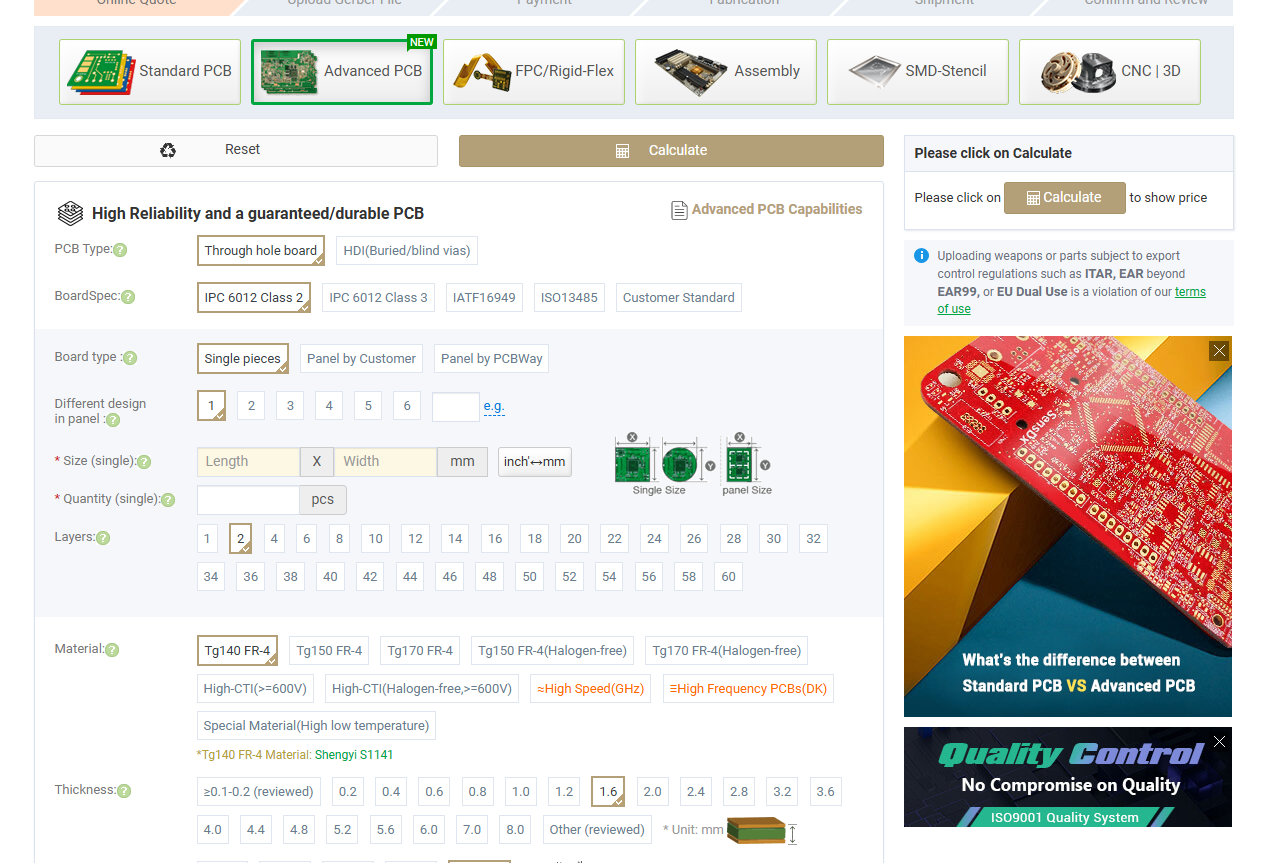 Online Quote Upload Gerber File Payment Fabrication Shipment Confirm and Review
Standard PCB NEW Advanced PCB FPC/Rigid-Flex Assembly SMD-Stencil CNC | 3D
Reset Calculate
Please click on Calculate
Please click on Calculate to show price
High Reliability and a guaranteed/durable PCB Advanced PCB Capabilities
PCB Type: ? Through hole board HDI(Buried/blind vias)
BoardSpec: ? IPC 6012 Class 2 IPC 6012 Class 3 IATF16949 ISO13485 Customer Standard
i Uploading weapons or parts subject to export
control regulations such as ITAR, EAR beyond
EAR99, or EU Dual Use is a violation of our terms
of use
Board type : ? Single pieces Panel by Customer Panel by PCBWay
Different design
in panel : ? 1 2 3 4 5 6 e.g.
* Size (single): ? Length X Width mm inch'↔mm
X X Y Y
Single Size panel Size
* Quantity (single): ? pcs
Layers: ? 1 2 4 6 8 10 12 14 16 18 20 22 24 26 28 30 32
34 36 38 40 42 44 46 48 50 52 54 56 58 60
Material: ? Tg140 FR-4 Tg150 FR-4 Tg170 FR-4 Tg150 FR-4(Halogen-free) Tg170 FR-4(Halogen-free)
High-CTI(>=600V) High-CTI(Halogen-free,>=600V) ≈High Speed(GHz) ≡High Frequency PCBs(DK)
Special Material(High low temperature)
*Tg140 FR-4 Material: Shengyi S1141
Thickness: ? ≥0.1-0.2 (reviewed) 0.2 0.4 0.6 0.8 1.0 1.2 1.6 2.0 2.4 2.8 3.2 3.6
4.0 4.4 4.8 5.2 5.6 6.0 7.0 8.0 Other (reviewed) * Unit: mm
What's the difference between
Standard PCB VS Advanced PCB
Quality Control
No Compromise on Quality
ISO9001 Quality System